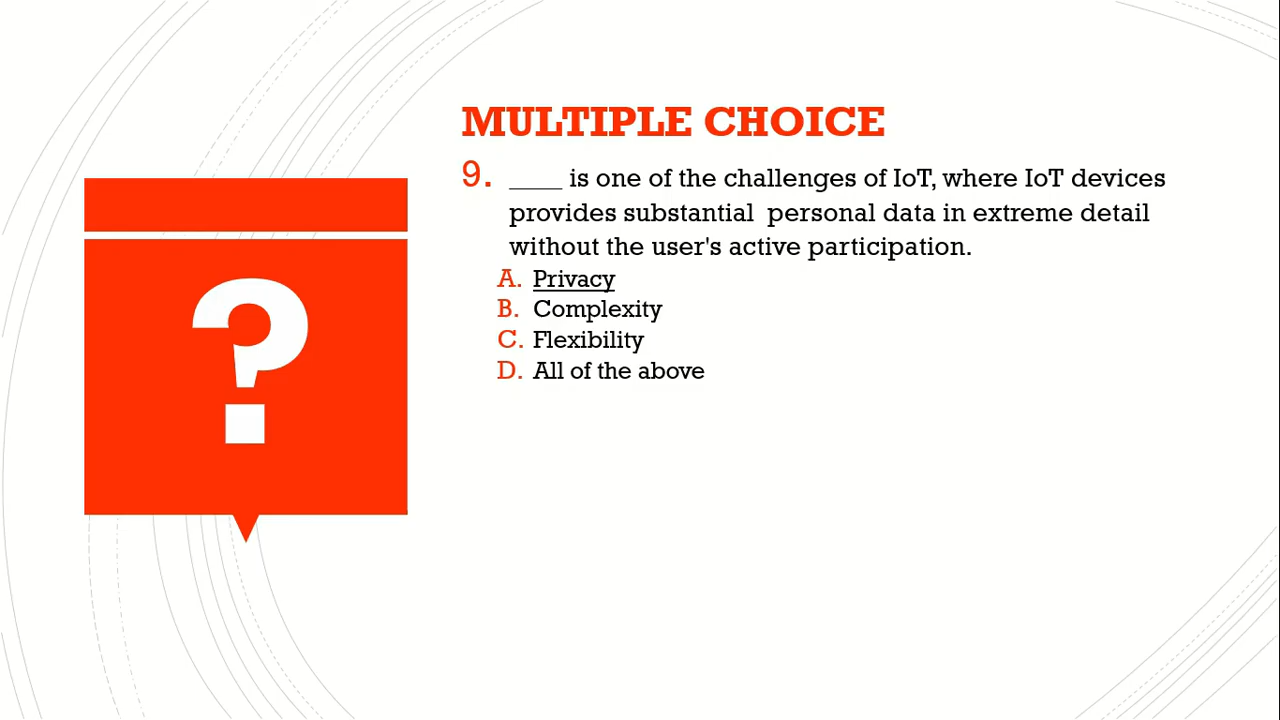 MULTIPLE CHOICE
9. ____ is one of the challenges of IoT, where IoT devices
provides substantial  personal data in extreme detail
without the user's active participation.
A. Privacy
B. Complexity
C. Flexibility
D. All of the above
?